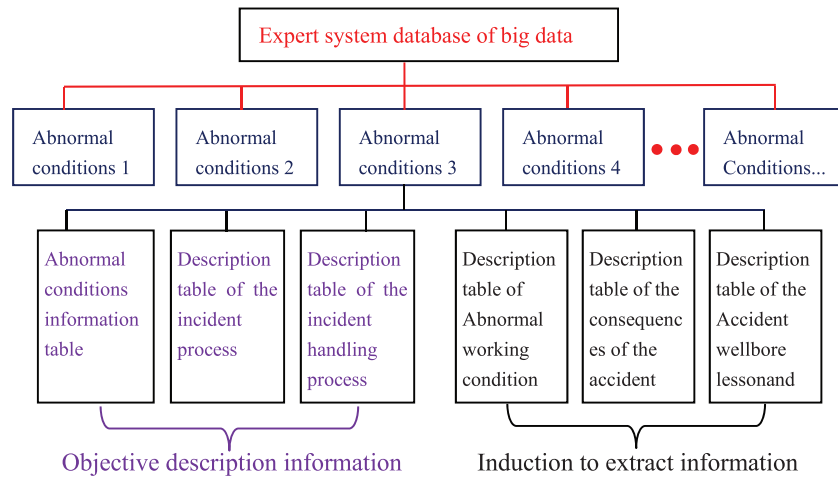 Expert system database of big data
Abnormal
conditions 1
Abnormal
conditions 2
Abnormal
conditions 3
Abnormal
conditions 4
Abnormal
Conditions...
Abnormal
conditions
information
table
Description
table of the
incident
process
Description
table of the
incident
handling
process
Description
table of
Abnormal
working
condition
Description
table of the
consequenc
es of the
accident
Description
table of the
Accident
wellbore
lessonand
Objective description information
Induction to extract information